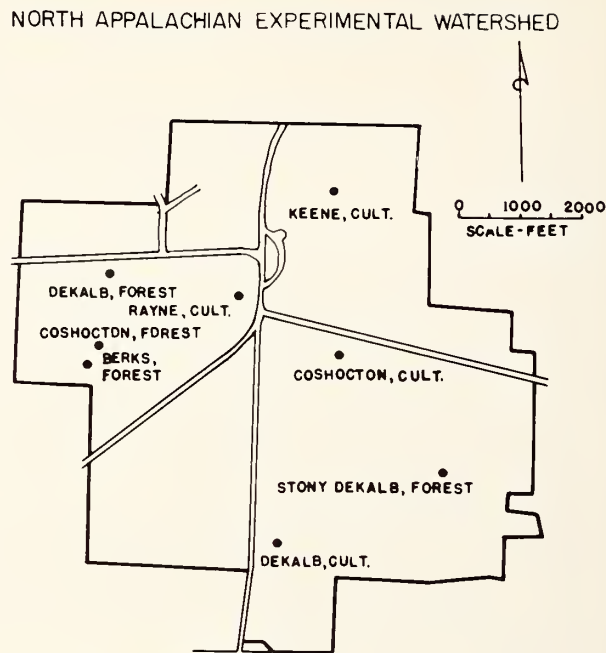 NORTH APPALACHIAN EXPERIMENTAL WATERSHED
0 1000 2000
SCALE-FEET
KEENE, CULT.
DEKALB, FOREST
RAYNE, CULT.
COSHOCTON, FOREST
BERKS,
FOREST
COSHOCTON, CULT.
STONY DEKALB, FOREST
DEKALB, CULT.